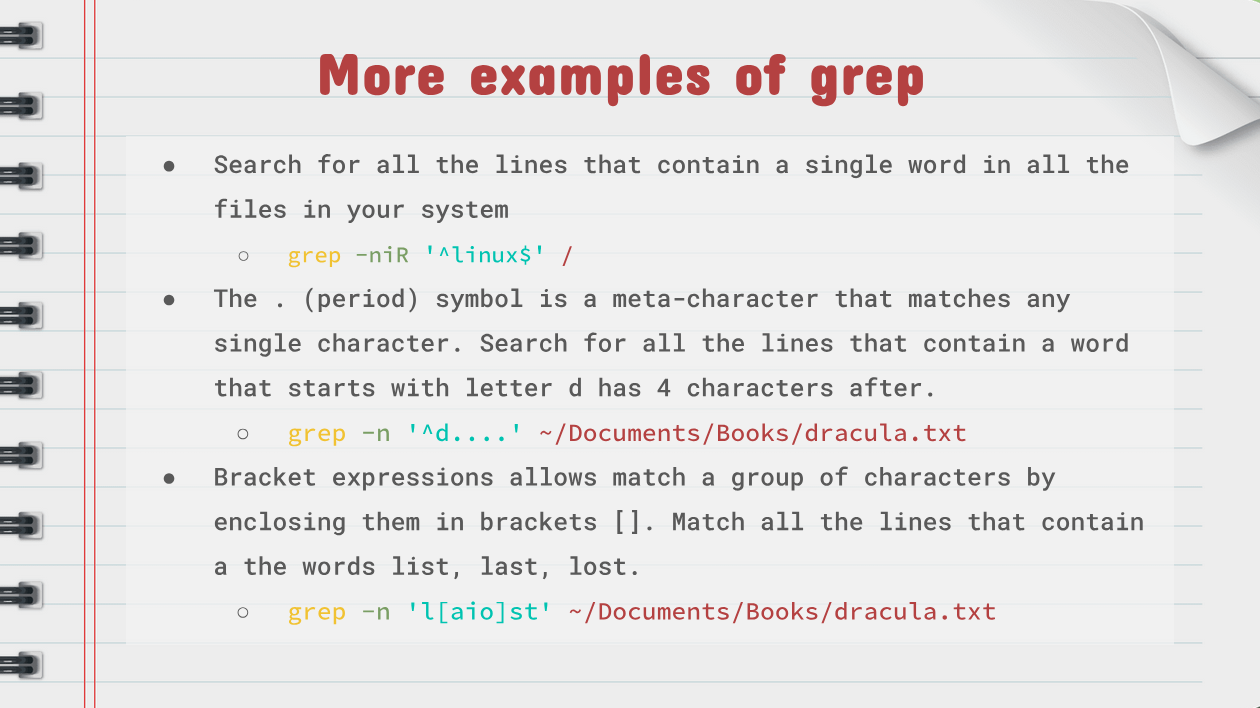 More examples of grep
● Search for all the lines that contain a single word in all the
files in your system
○ grep -niR '^linux$' /
● The . (period) symbol is a meta-character that matches any
single character. Search for all the lines that contain a word
that starts with letter d has 4 characters after.
○ grep -n '^d....' ~/Documents/Books/dracula.txt
● Bracket expressions allows match a group of characters by
enclosing them in brackets []. Match all the lines that contain
a the words list, last, lost.
○ grep -n 'l[aio]st' ~/Documents/Books/dracula.txt